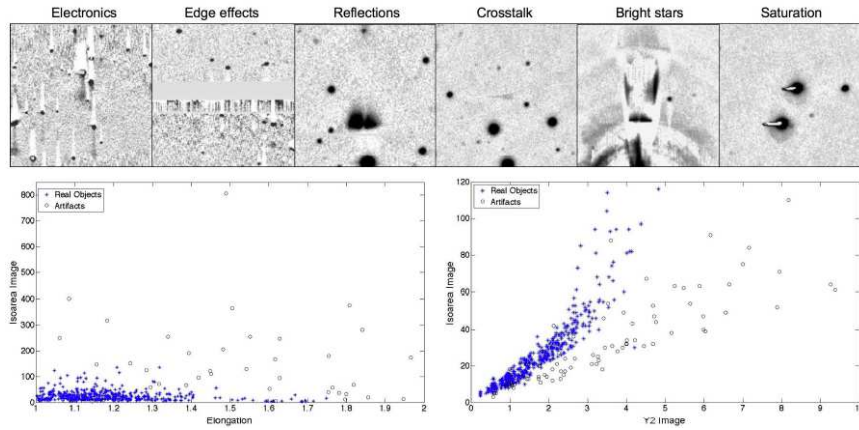 Electronics Edge effects Reflections Crosstalk Bright stars Saturation
800
700
600
500
400
300
200
100
0
Isoarea Image
Real Objects
Artifacts
1 1.1 1.2 1.3 1.4 1.5 1.6 1.7 1.8 1.9 2
Elongation
120
100
80
60
40
20
0
Isoarea Image
Real Objects
Artifacts
0 1 2 3 4 5 6 7 8 9 10
Y2 Image